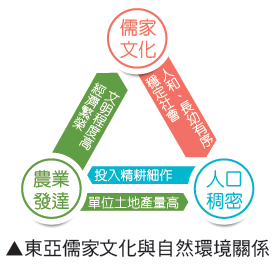 儒家
文化
文明程度高
經濟繁榮
人和、長幼有序
穩定社會
農業
發達
投入精耕細作
單位土地產量高
人口
稠密
▲東亞儒家文化與自然環境關係